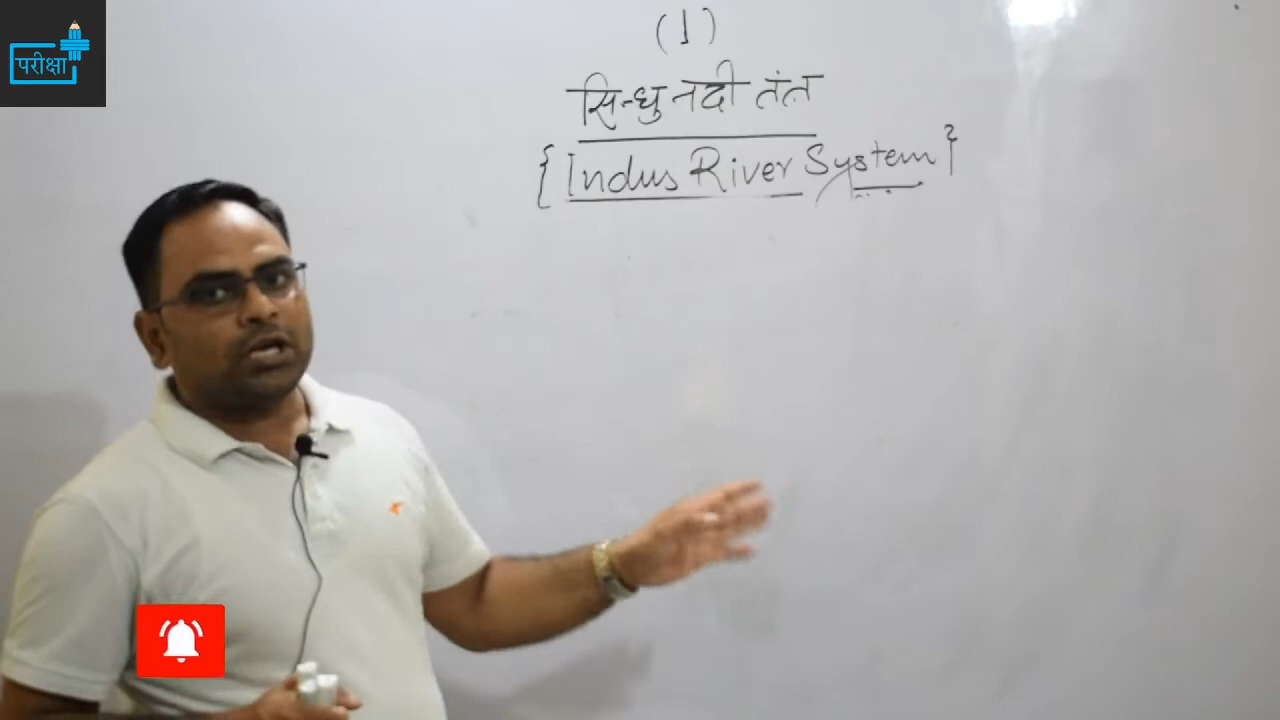 परीक्षा
(1)
सिन्धु नदी तंत्र
{Indus River System}